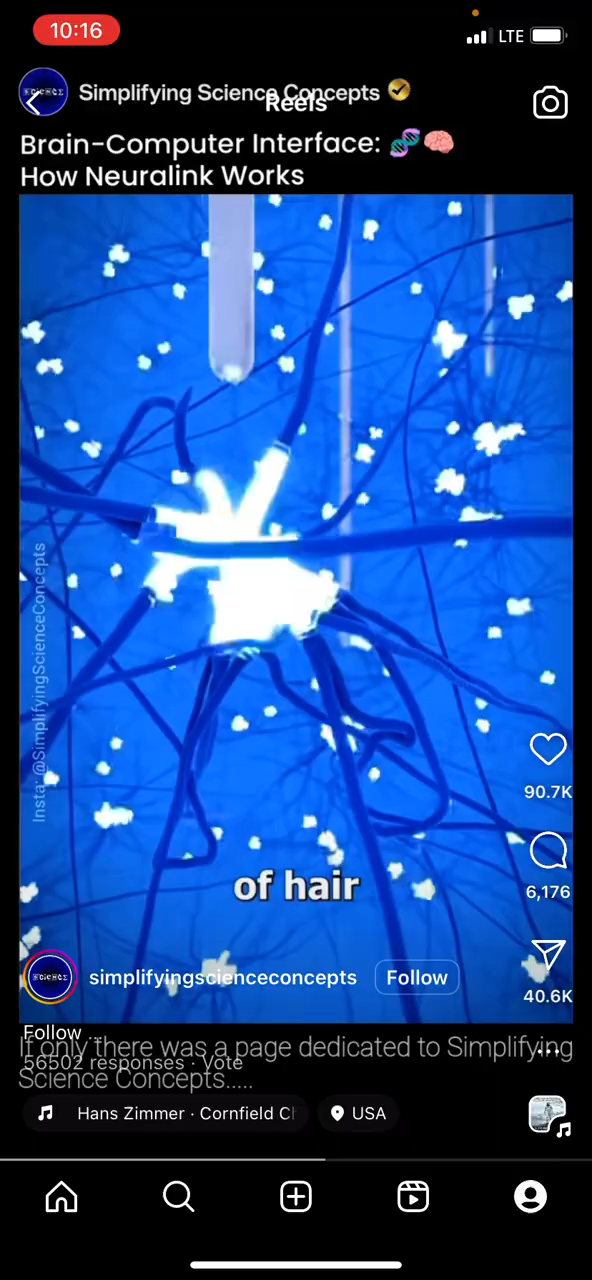 10:16
LTE
Simplifying Science Concepts
Reels
Brain-Computer Interface: 🧬🧠
How Neuralink Works
Insta: @SimplifyingScienceConcepts
90.7K
6,176
of hair
simplifyingscienceconcepts
Follow
40.6K
Follow ...
If only there was a page dedicated to Simplifying
56502 responses · Vote
Science Concepts.....
Hans Zimmer · Cornfield
USA